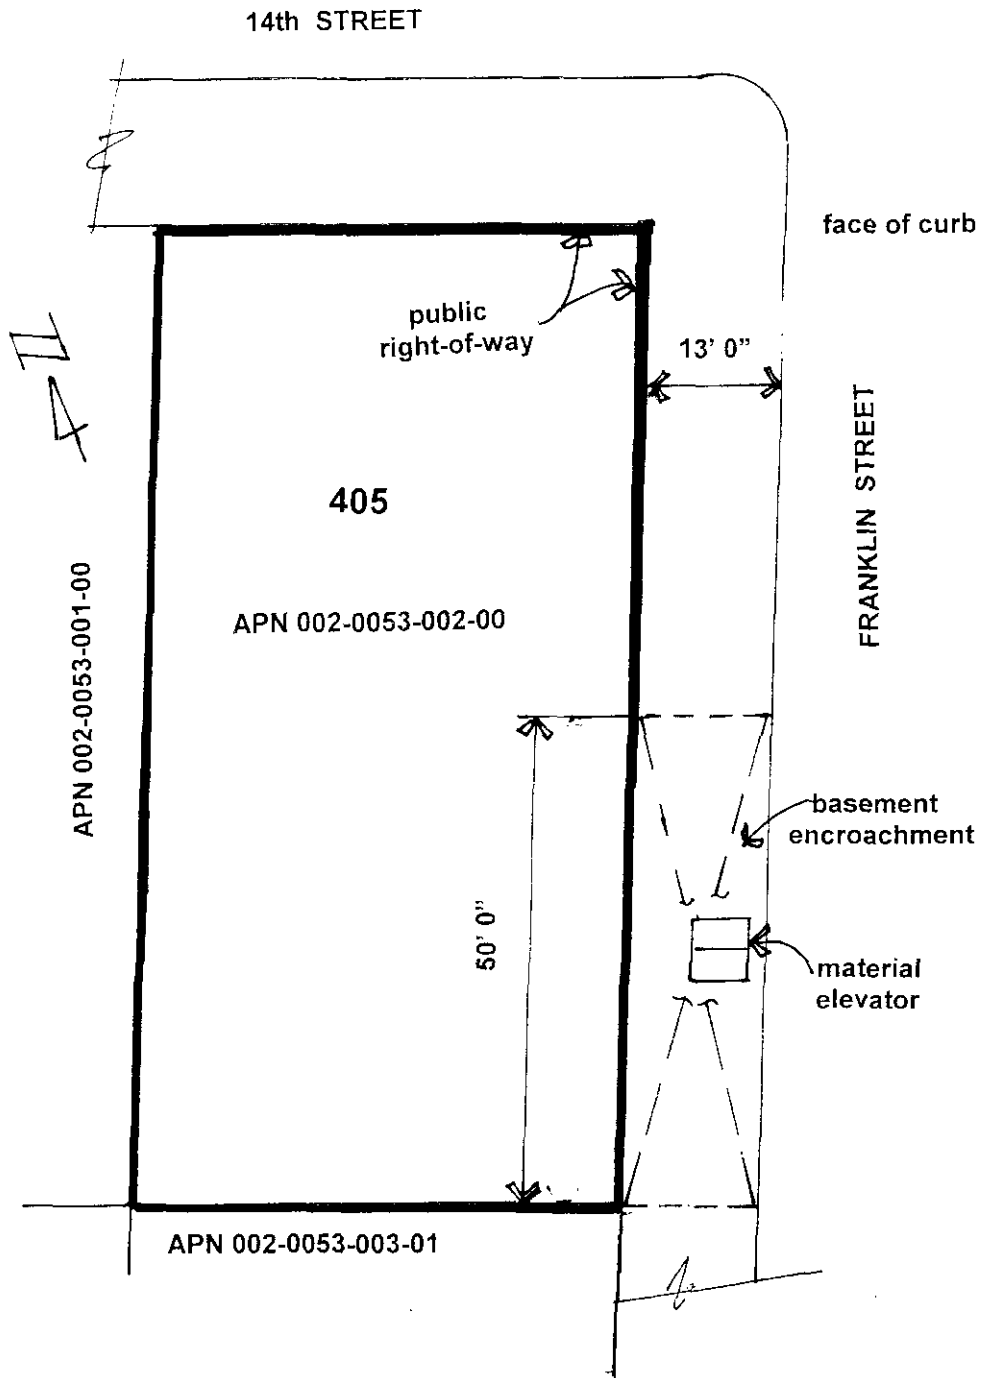 14th STREET
face of curb
public
right-of-way
13' 0"
FRANKLIN STREET
405
APN 002-0053-001-00
APN 002-0053-002-00
basement
encroachment
50' 0"
material
elevator
APN 002-0053-003-01